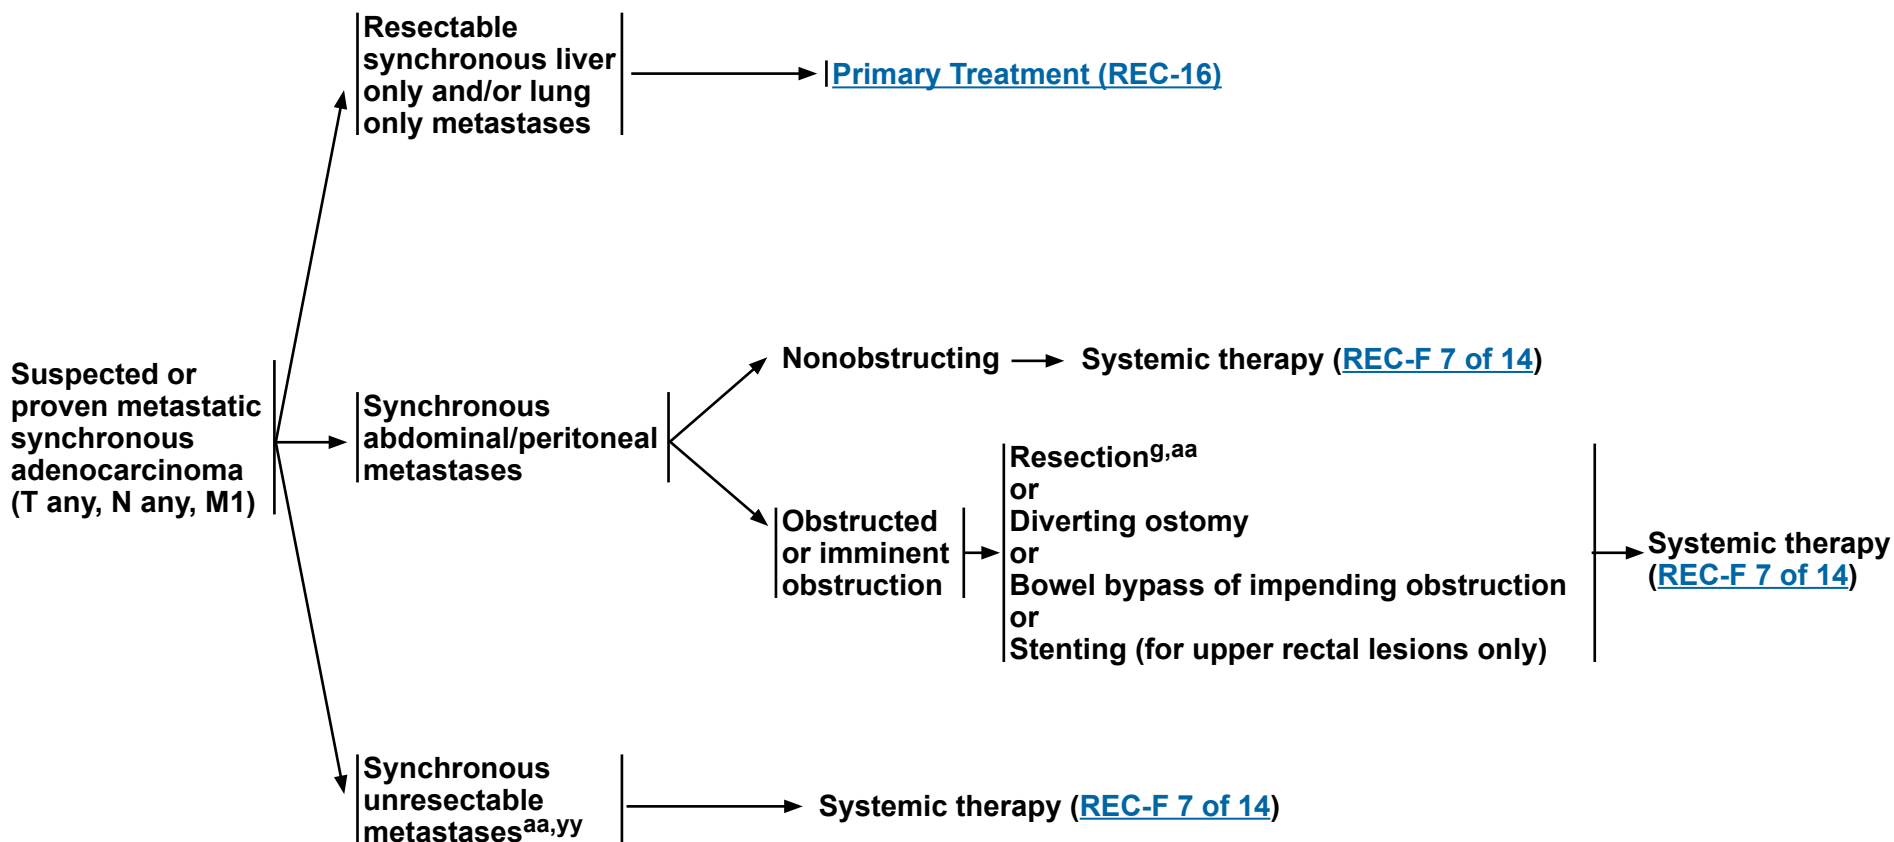 Resectable
synchronous liver
only and/or lung
only metastases
Primary Treatment (REC-16)
Suspected or
proven metastatic
synchronous
adenocarcinoma
(T any, N any, M1)
Synchronous
abdominal/peritoneal
metastases
Nonobstructing
Systemic therapy (REC-F 7 of 14)
Obstructed
or imminent
obstruction
Resectiong,aa
or
Diverting ostomy
or
Bowel bypass of impending obstruction
or
Stenting (for upper rectal lesions only)
Systemic therapy
(REC-F 7 of 14)
Synchronous
unresectable
metastasesaa,yy
Systemic therapy (REC-F 7 of 14)